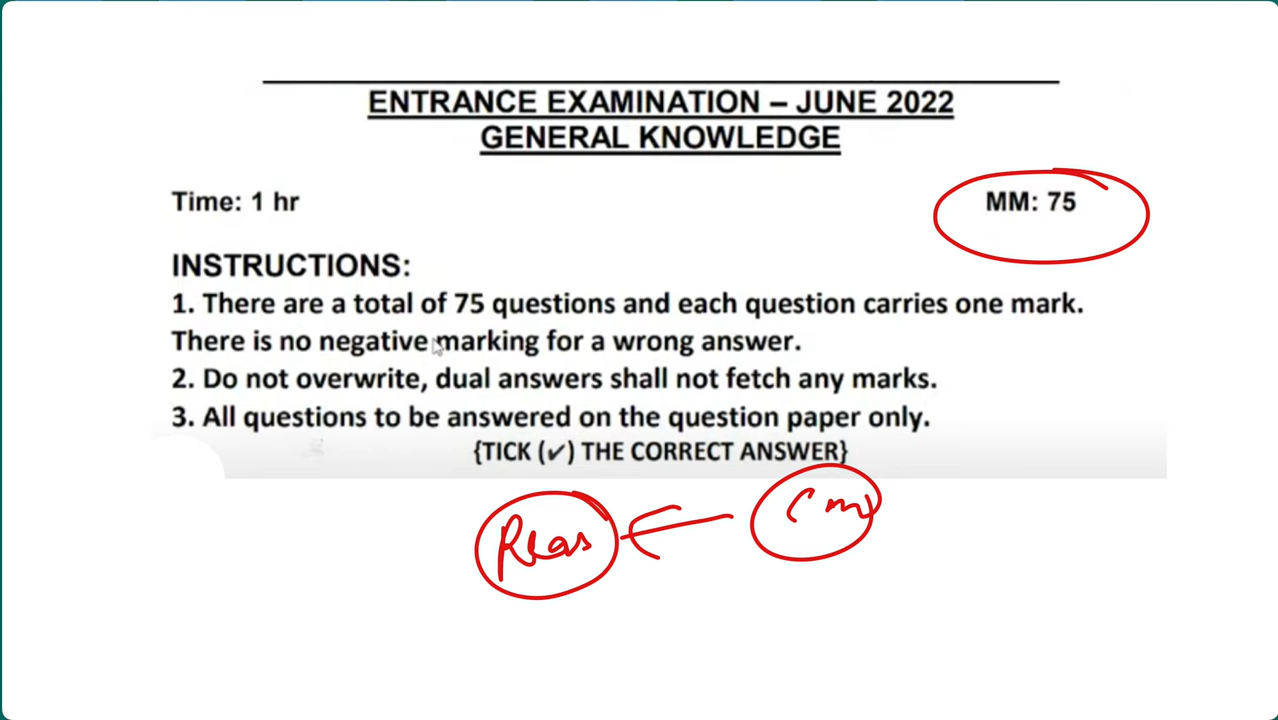 ENTRANCE EXAMINATION – JUNE 2022
GENERAL KNOWLEDGE
Time: 1 hr MM: 75
INSTRUCTIONS:
1. There are a total of 75 questions and each question carries one mark.
There is no negative marking for a wrong answer.
2. Do not overwrite, dual answers shall not fetch any marks.
3. All questions to be answered on the question paper only.
{TICK (✔) THE CORRECT ANSWER}
Reas